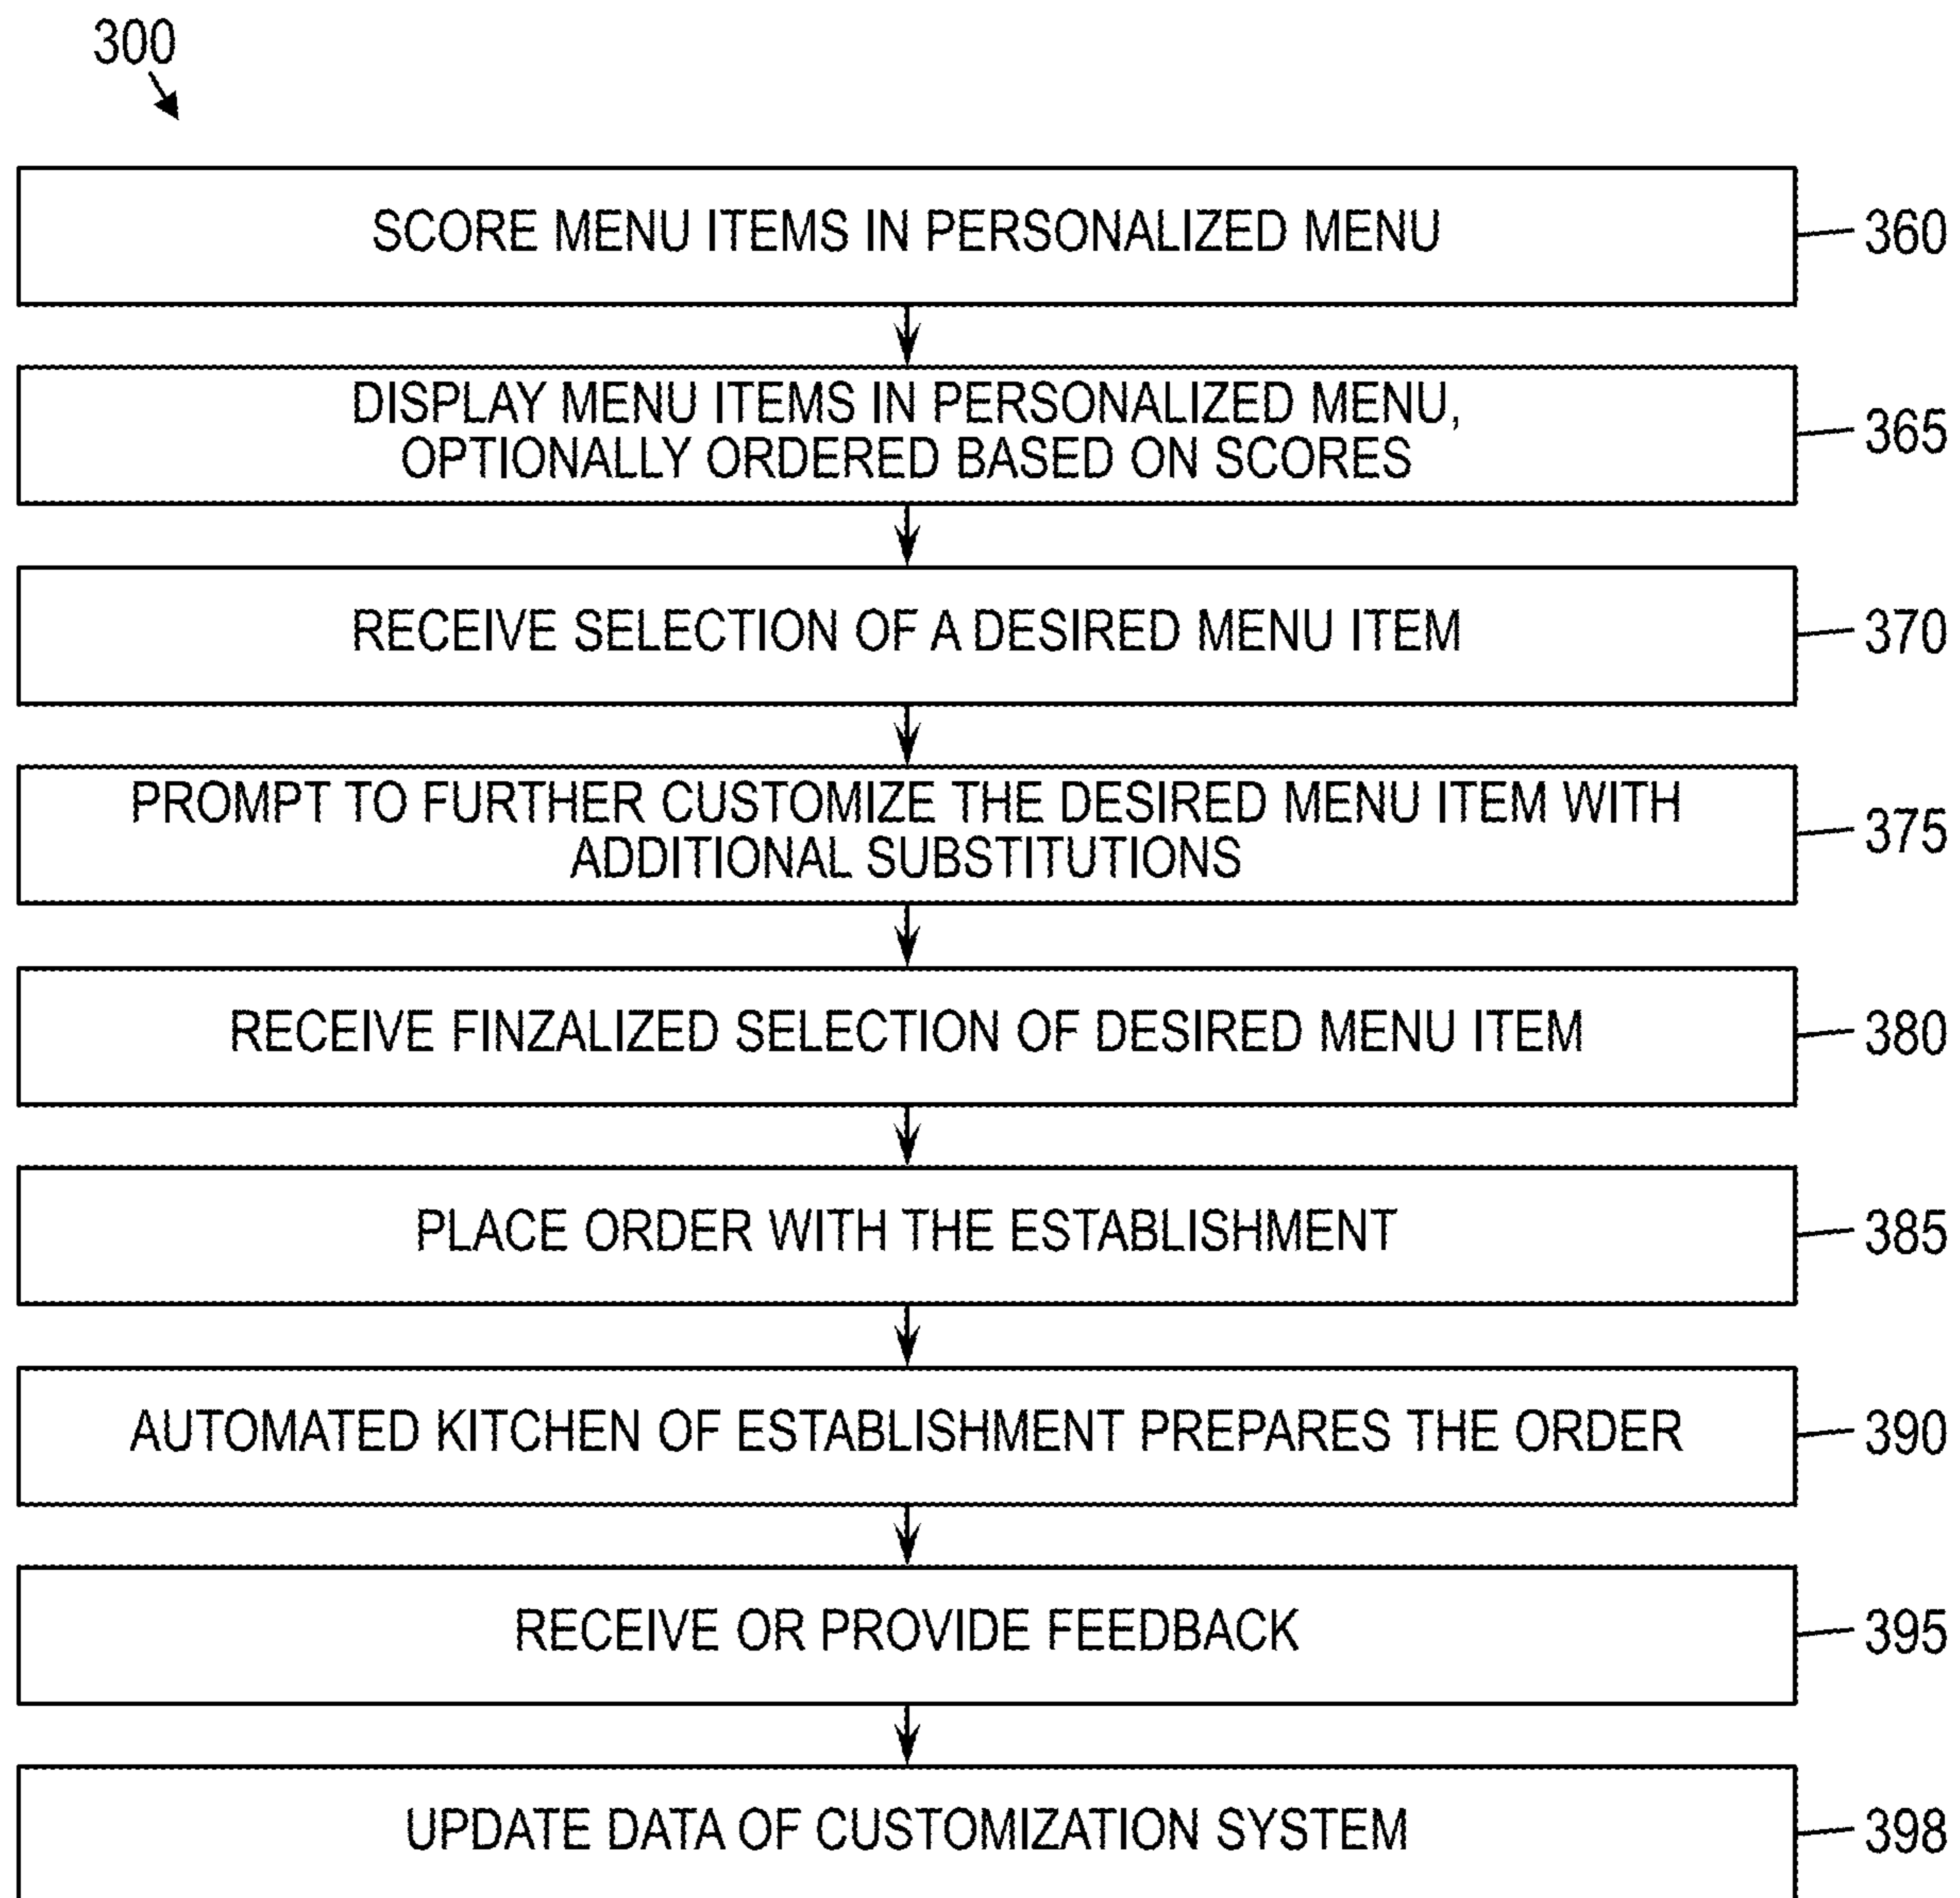 300
SCORE MENU ITEMS IN PERSONALIZED MENU
360
DISPLAY MENU ITEMS IN PERSONALIZED MENU,
OPTIONALLY ORDERED BASED ON SCORES
365
RECEIVE SELECTION OF A DESIRED MENU ITEM
370
PROMPT TO FURTHER CUSTOMIZE THE DESIRED MENU ITEM WITH
ADDITIONAL SUBSTITUTIONS
375
RECEIVE FINZALIZED SELECTION OF DESIRED MENU ITEM
380
PLACE ORDER WITH THE ESTABLISHMENT
385
AUTOMATED KITCHEN OF ESTABLISHMENT PREPARES THE ORDER
390
RECEIVE OR PROVIDE FEEDBACK
395
UPDATE DATA OF CUSTOMIZATION SYSTEM
398